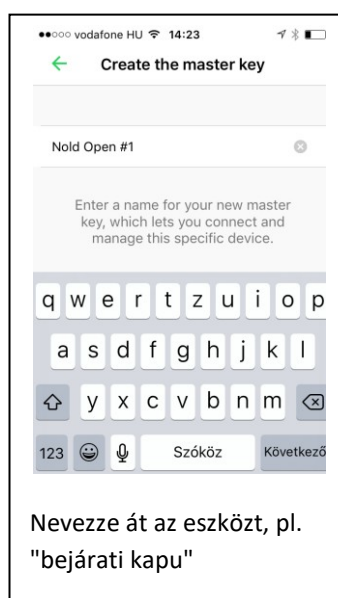 vodafone HU 14:23
Create the master key
Nold Open #1
Enter a name for your new master
key, which lets you connect and
manage this specific device.
q w e r t z u i o p
a s d f g h j k l
y x c v b n m
123 Szóköz Következő
Nevezze át az eszközt, pl.
"bejárati kapu"